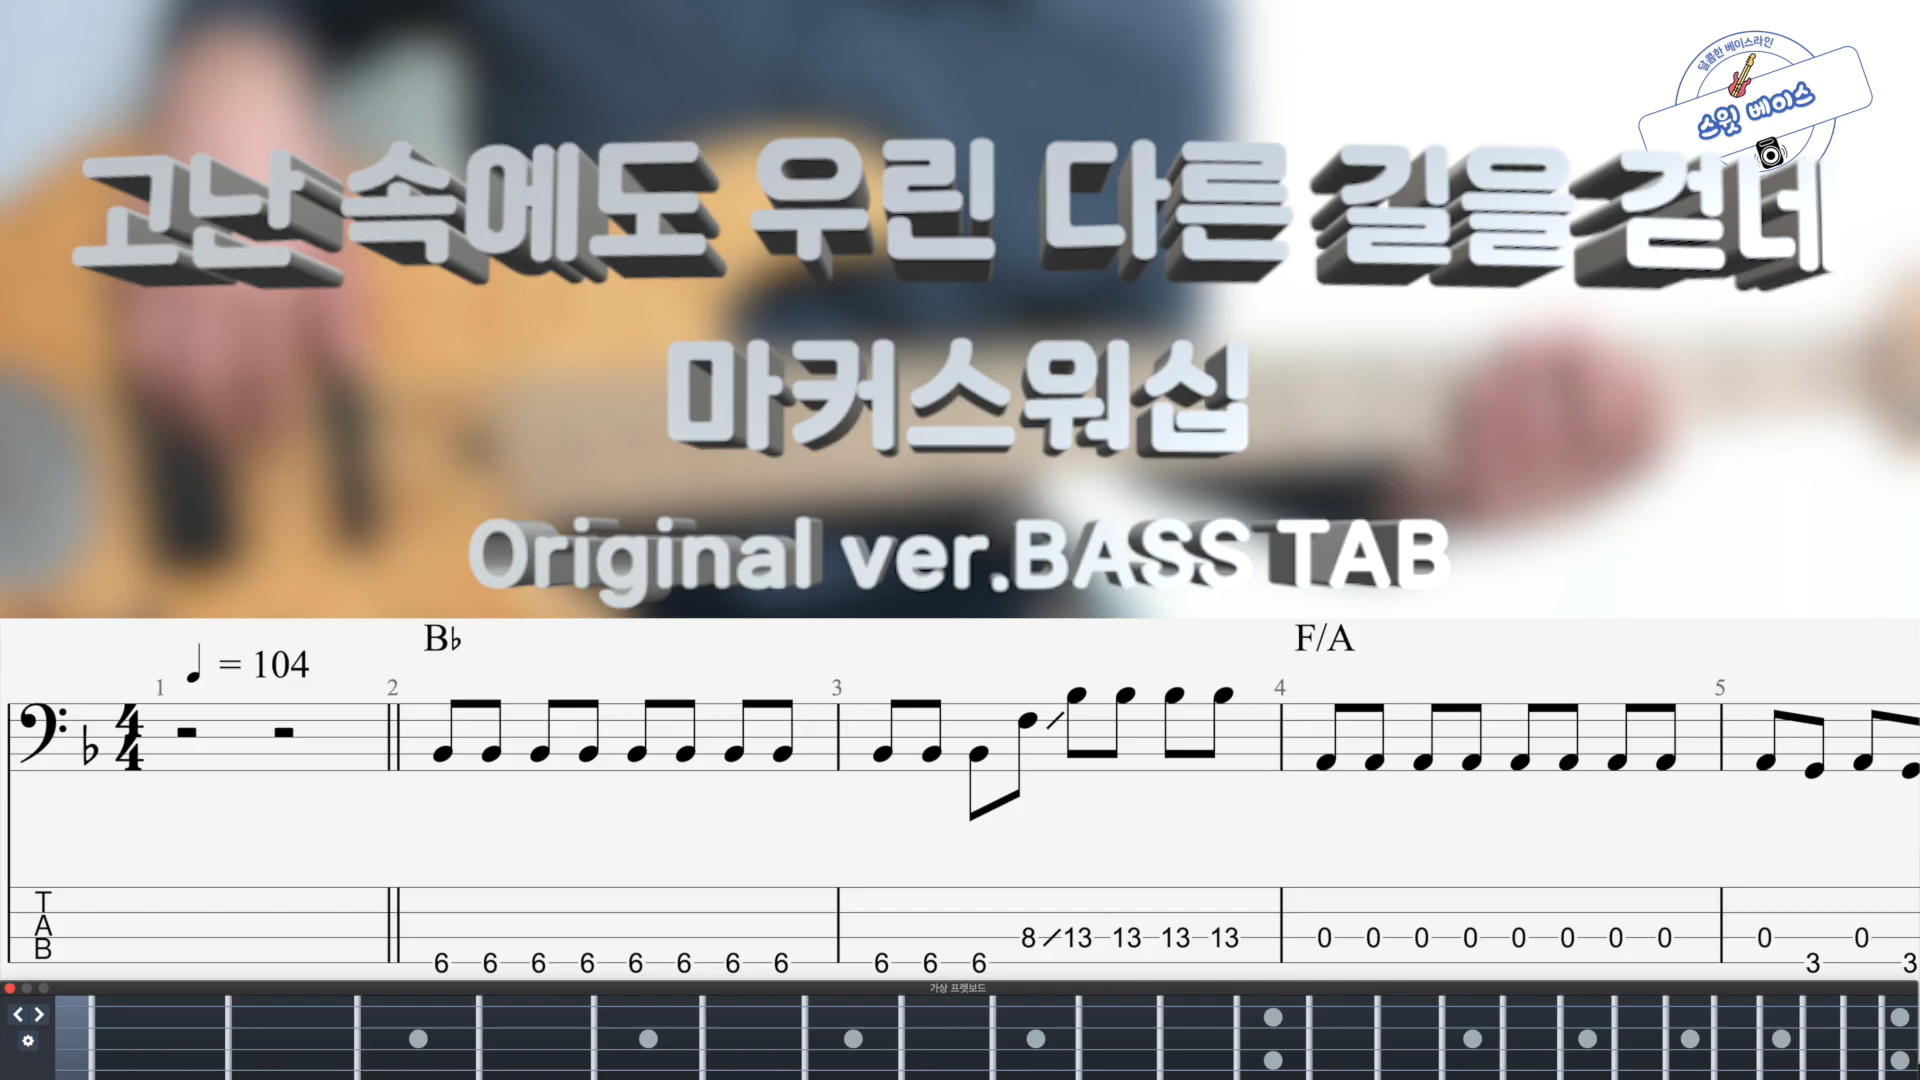 달콤한 베이스라인
스윗 베이스
고난 속에도 우린 다른 길을 걷네
마커스워십
Original ver.BASS TAB
B♭ F/A
1 ♩ = 104 2 3 4 5
4
4
T
A
B
8 13 13 13 13 0 0 0 0 0 0 0 0 0 0
6 6 6 6 6 6 6 6 6 6 6 3 3
가상 프렛보드